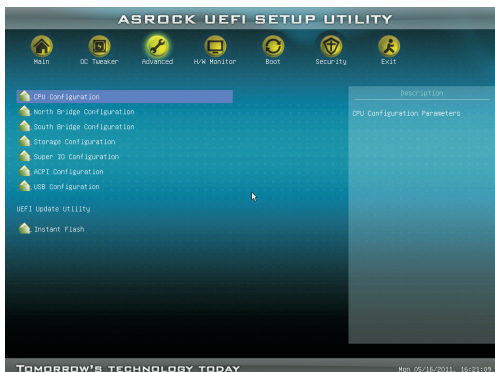 ASROCK UEFI SETUP UTILITY
Main OC Tweaker Advanced H/W Monitor Boot Security Exit
CPU Configuration
North Bridge Configuration
South Bridge Configuration
Storage Configuration
Super IO Configuration
ACPI Configuration
USB Configuration
UEFI Update Utility
Instant Flash
Description
CPU Configuration Parameters
TOMORROW'S TECHNOLOGY TODAY
Mon 05/16/2011, 16:21:09